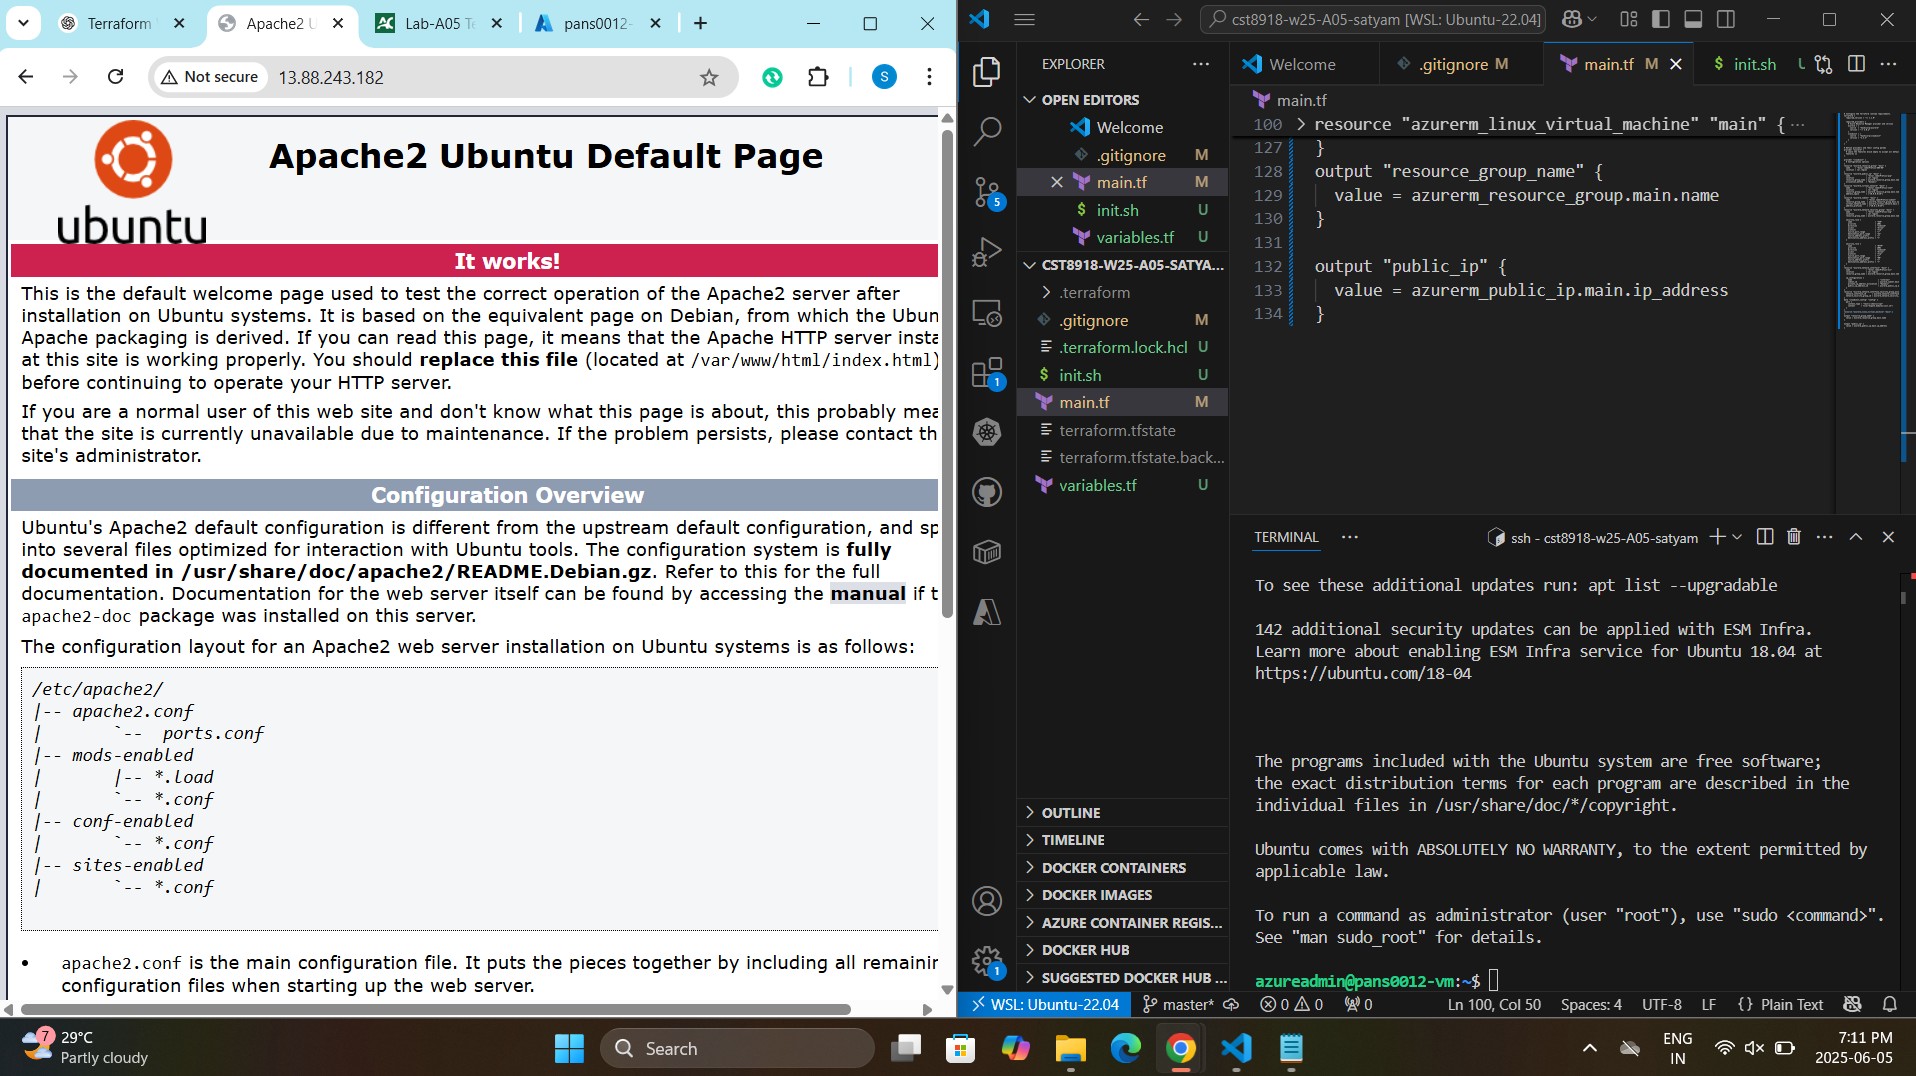 Terraform
Apache2 U
Lab-A05 Te
pans0012-
Not secure
13.88.243.182
S
ubuntu
Apache2 Ubuntu Default Page
It works!
This is the default welcome page used to test the correct operation of the Apache2 server after
installation on Ubuntu systems. It is based on the equivalent page on Debian, from which the Ubun
Apache packaging is derived. If you can read this page, it means that the Apache HTTP server insta
at this site is working properly. You should replace this file (located at /var/www/html/index.html)
before continuing to operate your HTTP server.
If you are a normal user of this web site and don't know what this page is about, this probably mea
that the site is currently unavailable due to maintenance. If the problem persists, please contact th
site's administrator.
Configuration Overview
Ubuntu's Apache2 default configuration is different from the upstream default configuration, and sp
into several files optimized for interaction with Ubuntu tools. The configuration system is fully
documented in /usr/share/doc/apache2/README.Debian.gz. Refer to this for the full
documentation. Documentation for the web server itself can be found by accessing the manual if t
apache2-doc package was installed on this server.
The configuration layout for an Apache2 web server installation on Ubuntu systems is as follows:
/etc/apache2/
|-- apache2.conf
|       `--  ports.conf
|-- mods-enabled
|       |-- *.load
|       `-- *.conf
|-- conf-enabled
|       `-- *.conf
|-- sites-enabled
|       `-- *.conf
• apache2.conf is the main configuration file. It puts the pieces together by including all remainin
configuration files when starting up the web server.
cst8918-w25-A05-satyam [WSL: Ubuntu-22.04]
EXPLORER
OPEN EDITORS
Welcome
.gitignore M
main.tf M
init.sh U
variables.tf U
CST8918-W25-A05-SATYA...
.terraform
.gitignore M
.terraform.lock.hcl U
init.sh U
main.tf M
terraform.tfstate
terraform.tfstate.back...
variables.tf U
OUTLINE
TIMELINE
DOCKER CONTAINERS
DOCKER IMAGES
AZURE CONTAINER REGIS...
DOCKER HUB
SUGGESTED DOCKER HUB ...
5
1
1
Welcome
.gitignore M
main.tf M
init.sh
main.tf
100 resource "azurerm_linux_virtual_machine" "main" { ...
127 }
128 output "resource_group_name" {
129 value = azurerm_resource_group.main.name
130 }
131
132 output "public_ip" {
133 value = azurerm_public_ip.main.ip_address
134 }
TERMINAL
ssh - cst8918-w25-A05-satyam
To see these additional updates run: apt list --upgradable
142 additional security updates can be applied with ESM Infra.
Learn more about enabling ESM Infra service for Ubuntu 18.04 at
https://ubuntu.com/18-04
The programs included with the Ubuntu system are free software;
the exact distribution terms for each program are described in the
individual files in /usr/share/doc/*/copyright.
Ubuntu comes with ABSOLUTELY NO WARRANTY, to the extent permitted by
applicable law.
To run a command as administrator (user "root"), use "sudo <command>".
See "man sudo_root" for details.
azureadmin@pans0012-vm:~$
WSL: Ubuntu-22.04
master*
0 0
0
Ln 100, Col 50
Spaces: 4
UTF-8
LF
{} Plain Text
7
29°C
Partly cloudy
Search
ENG
IN
7:11 PM
2025-06-05